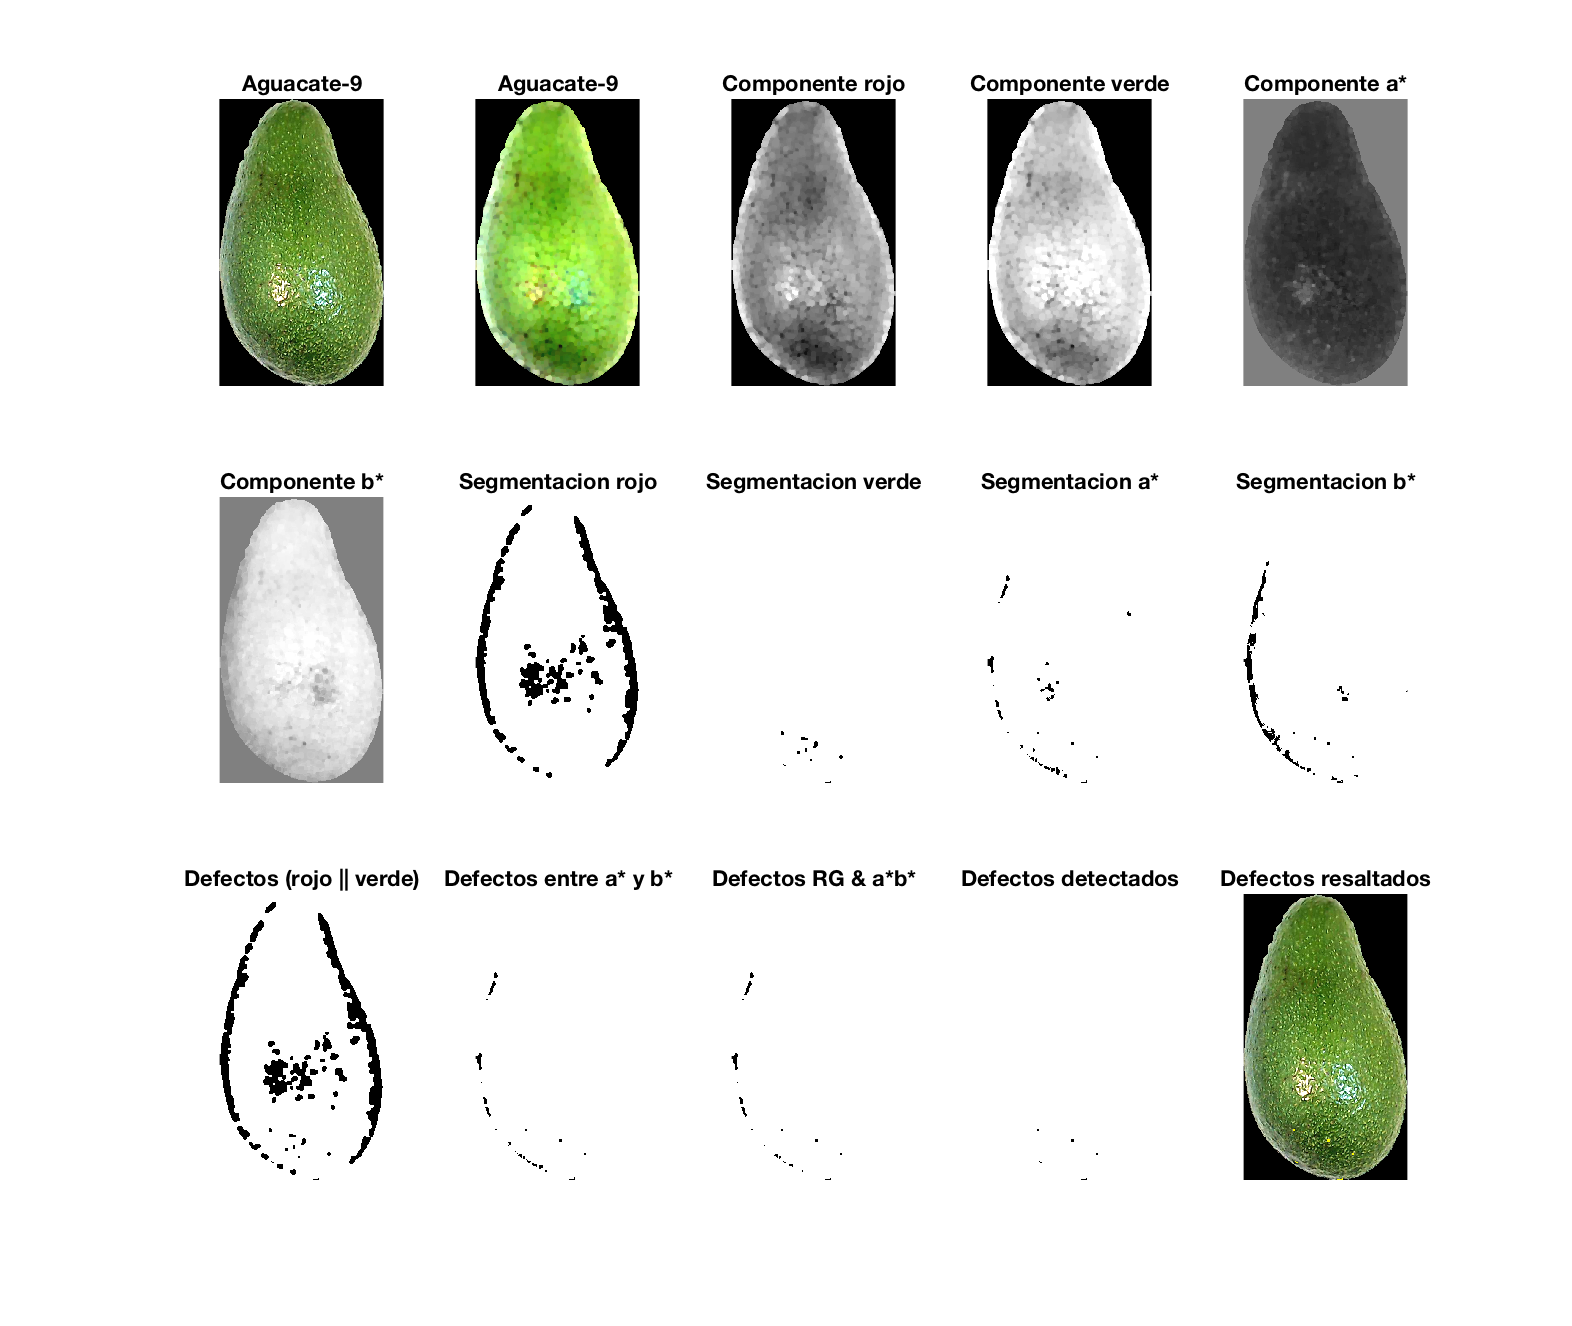 Aguacate-9
Aguacate-9
Componente rojo
Componente verde
Componente a*
Componente b*
Segmentacion rojo
Segmentacion verde
Segmentacion a*
Segmentacion b*
Defectos (rojo || verde)
Defectos entre a* y b*
Defectos RG & a*b*
Defectos detectados
Defectos resaltados